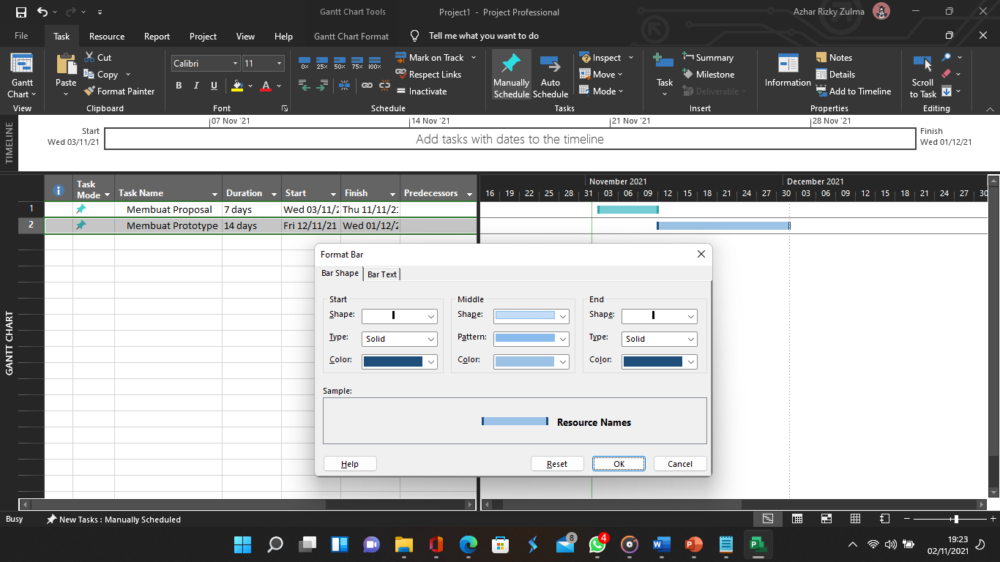 Gantt Chart Tools
Project1 - Project Professional
Azhar Rizky Zulma
File Task Resource Report Project View Help Gantt Chart Format Tell me what you want to do
Gantt Chart
View
Paste
Cut
Copy
Format Painter
Clipboard
Calibri 11
B I U A
Font
0% 25% 50% 75% 100%
Mark on Track
Respect Links
Inactivate
Schedule
Manually Schedule
Auto Schedule
Inspect
Move
Mode
Tasks
Task
Summary
Milestone
Deliverable
Insert
Information
Notes
Details
Add to Timeline
Properties
Scroll to Task
Editing
TIMELINE
07 Nov '21 14 Nov '21 21 Nov '21 28 Nov '21
Start
Wed 03/11/21
Add tasks with dates to the timeline
Finish
Wed 01/12/21
GANTT CHART
Task Mode Task Name Duration Start Finish Predecessors
November 2021 December 2021
16 19 22 25 28 31 03 06 09 12 15 18 21 24 27 30 03 06 09 12 15 18 21 24 27 30
1 Membuat Proposal 7 days Wed 03/11/2 Thu 11/11/21
2 Membuat Prototype 14 days Fri 12/11/21 Wed 01/12/2
Format Bar
Bar Shape Bar Text
Start Middle End
Shape: Shape: Shape:
Type: Solid Pattern: Type: Solid
Color: Color: Color:
Sample:
Resource Names
Help Reset OK Cancel
Busy New Tasks : Manually Scheduled
8
4
19:23
02/11/2021